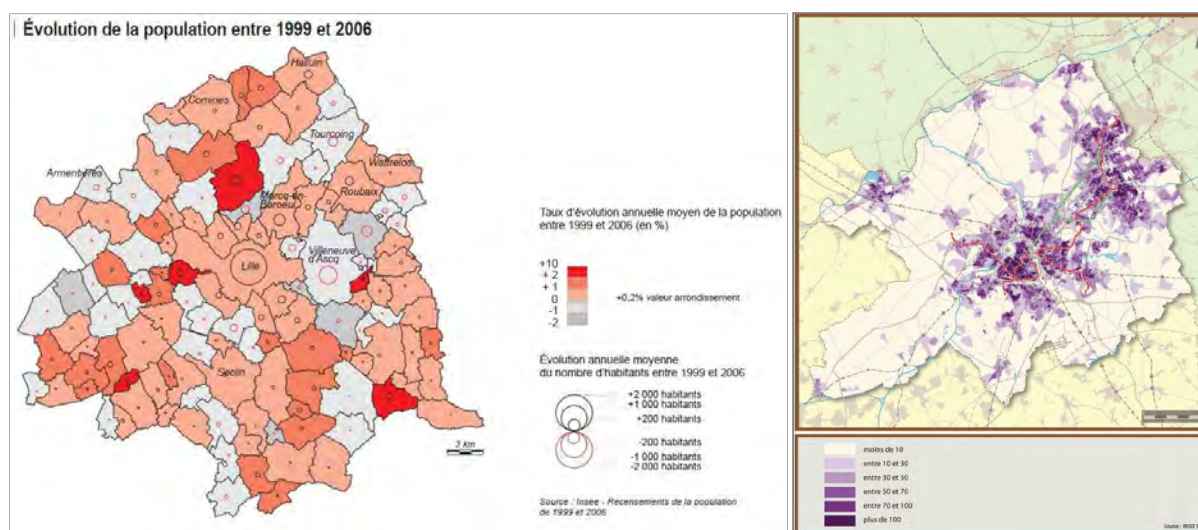 Évolution de la population entre 1999 et 2006
Halluin
Comines
Tourcoing
Wattrelos
Armentières
Roubaix
Marcq-en-
Baroeul
Villeneuve
d'Ascq
Lille
Seclin
3 Km
Taux d'évolution annuelle moyen de la population
entre 1999 et 2006 (en %)
+10
+ 2
+ 1
0
-1
-2
+0,2% valeur arrondissement
Évolution annuelle moyenne
du nombre d'habitants entre 1999 et 2006
+2 000 habitants
+1 000 habitants
+200 habitants
-200 habitants
-1 000 habitants
-2 000 habitants
Source : Insee - Recensements de la population
de 1999 et 2006
moins de 10
entre 10 et 30
entre 30 et 50
entre 50 et 70
entre 70 et 100
plus de 100